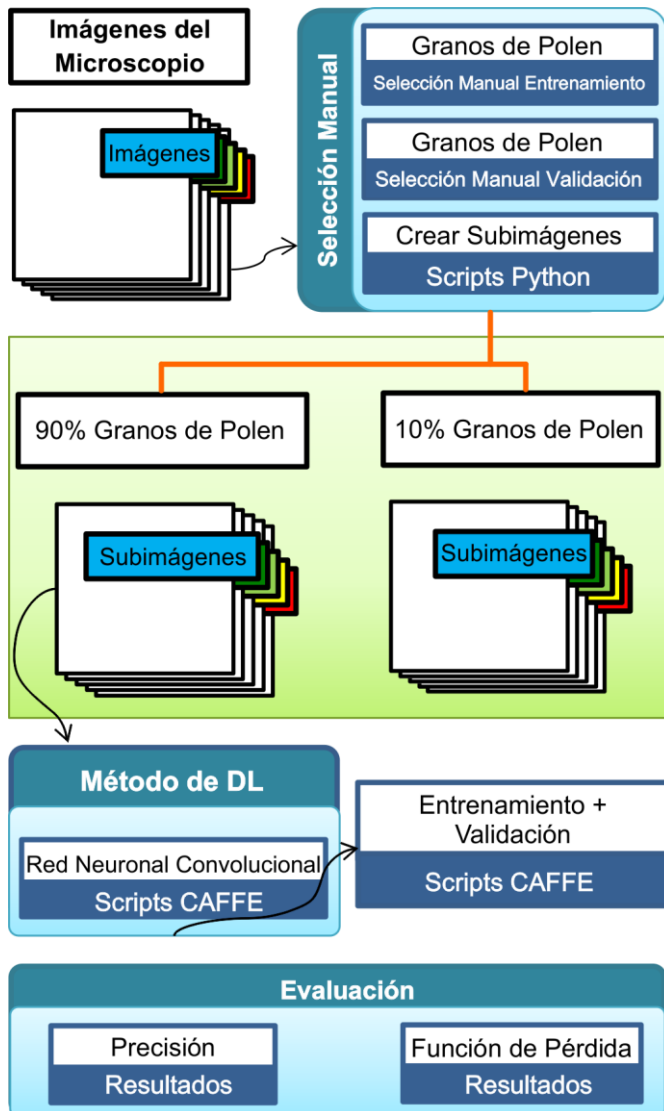 Imágenes del
Microscopio
Imágenes
Selección Manual
Granos de Polen
Selección Manual Entrenamiento
Granos de Polen
Selección Manual Validación
Crear Subimágenes
Scripts Python
90% Granos de Polen
10% Granos de Polen
Subimágenes
Subimágenes
Método de DL
Red Neuronal Convolucional
Scripts CAFFE
Entrenamiento +
Validación
Scripts CAFFE
Evaluación
Precisión
Resultados
Función de Pérdida
Resultados